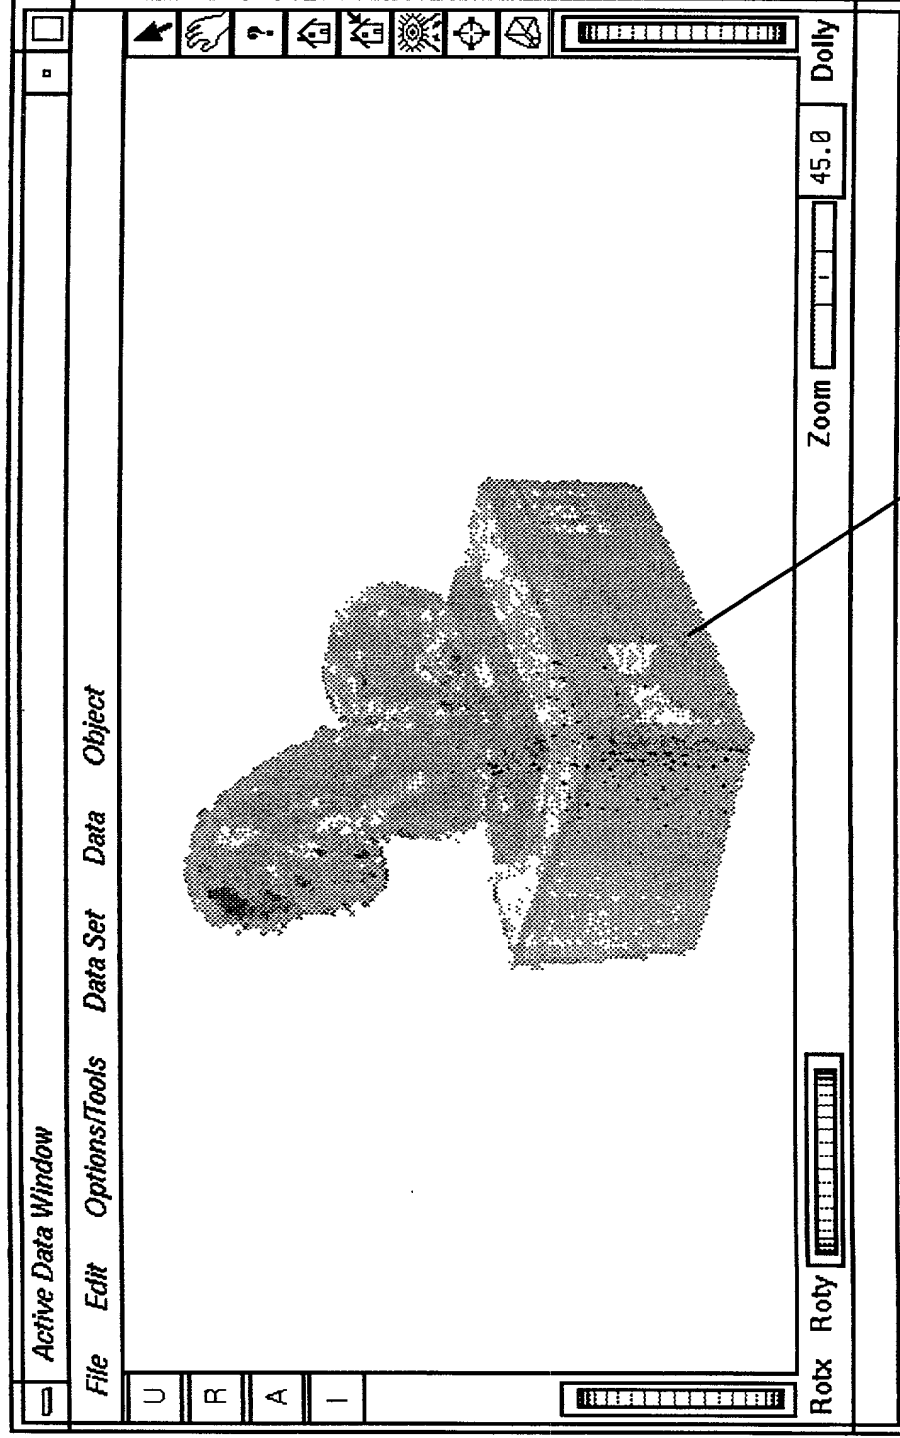 Active Data Window
File Edit Options/Tools Data Set Data Object
U
R
A
I
?
Rotx Roty Zoom 45.0 Dolly